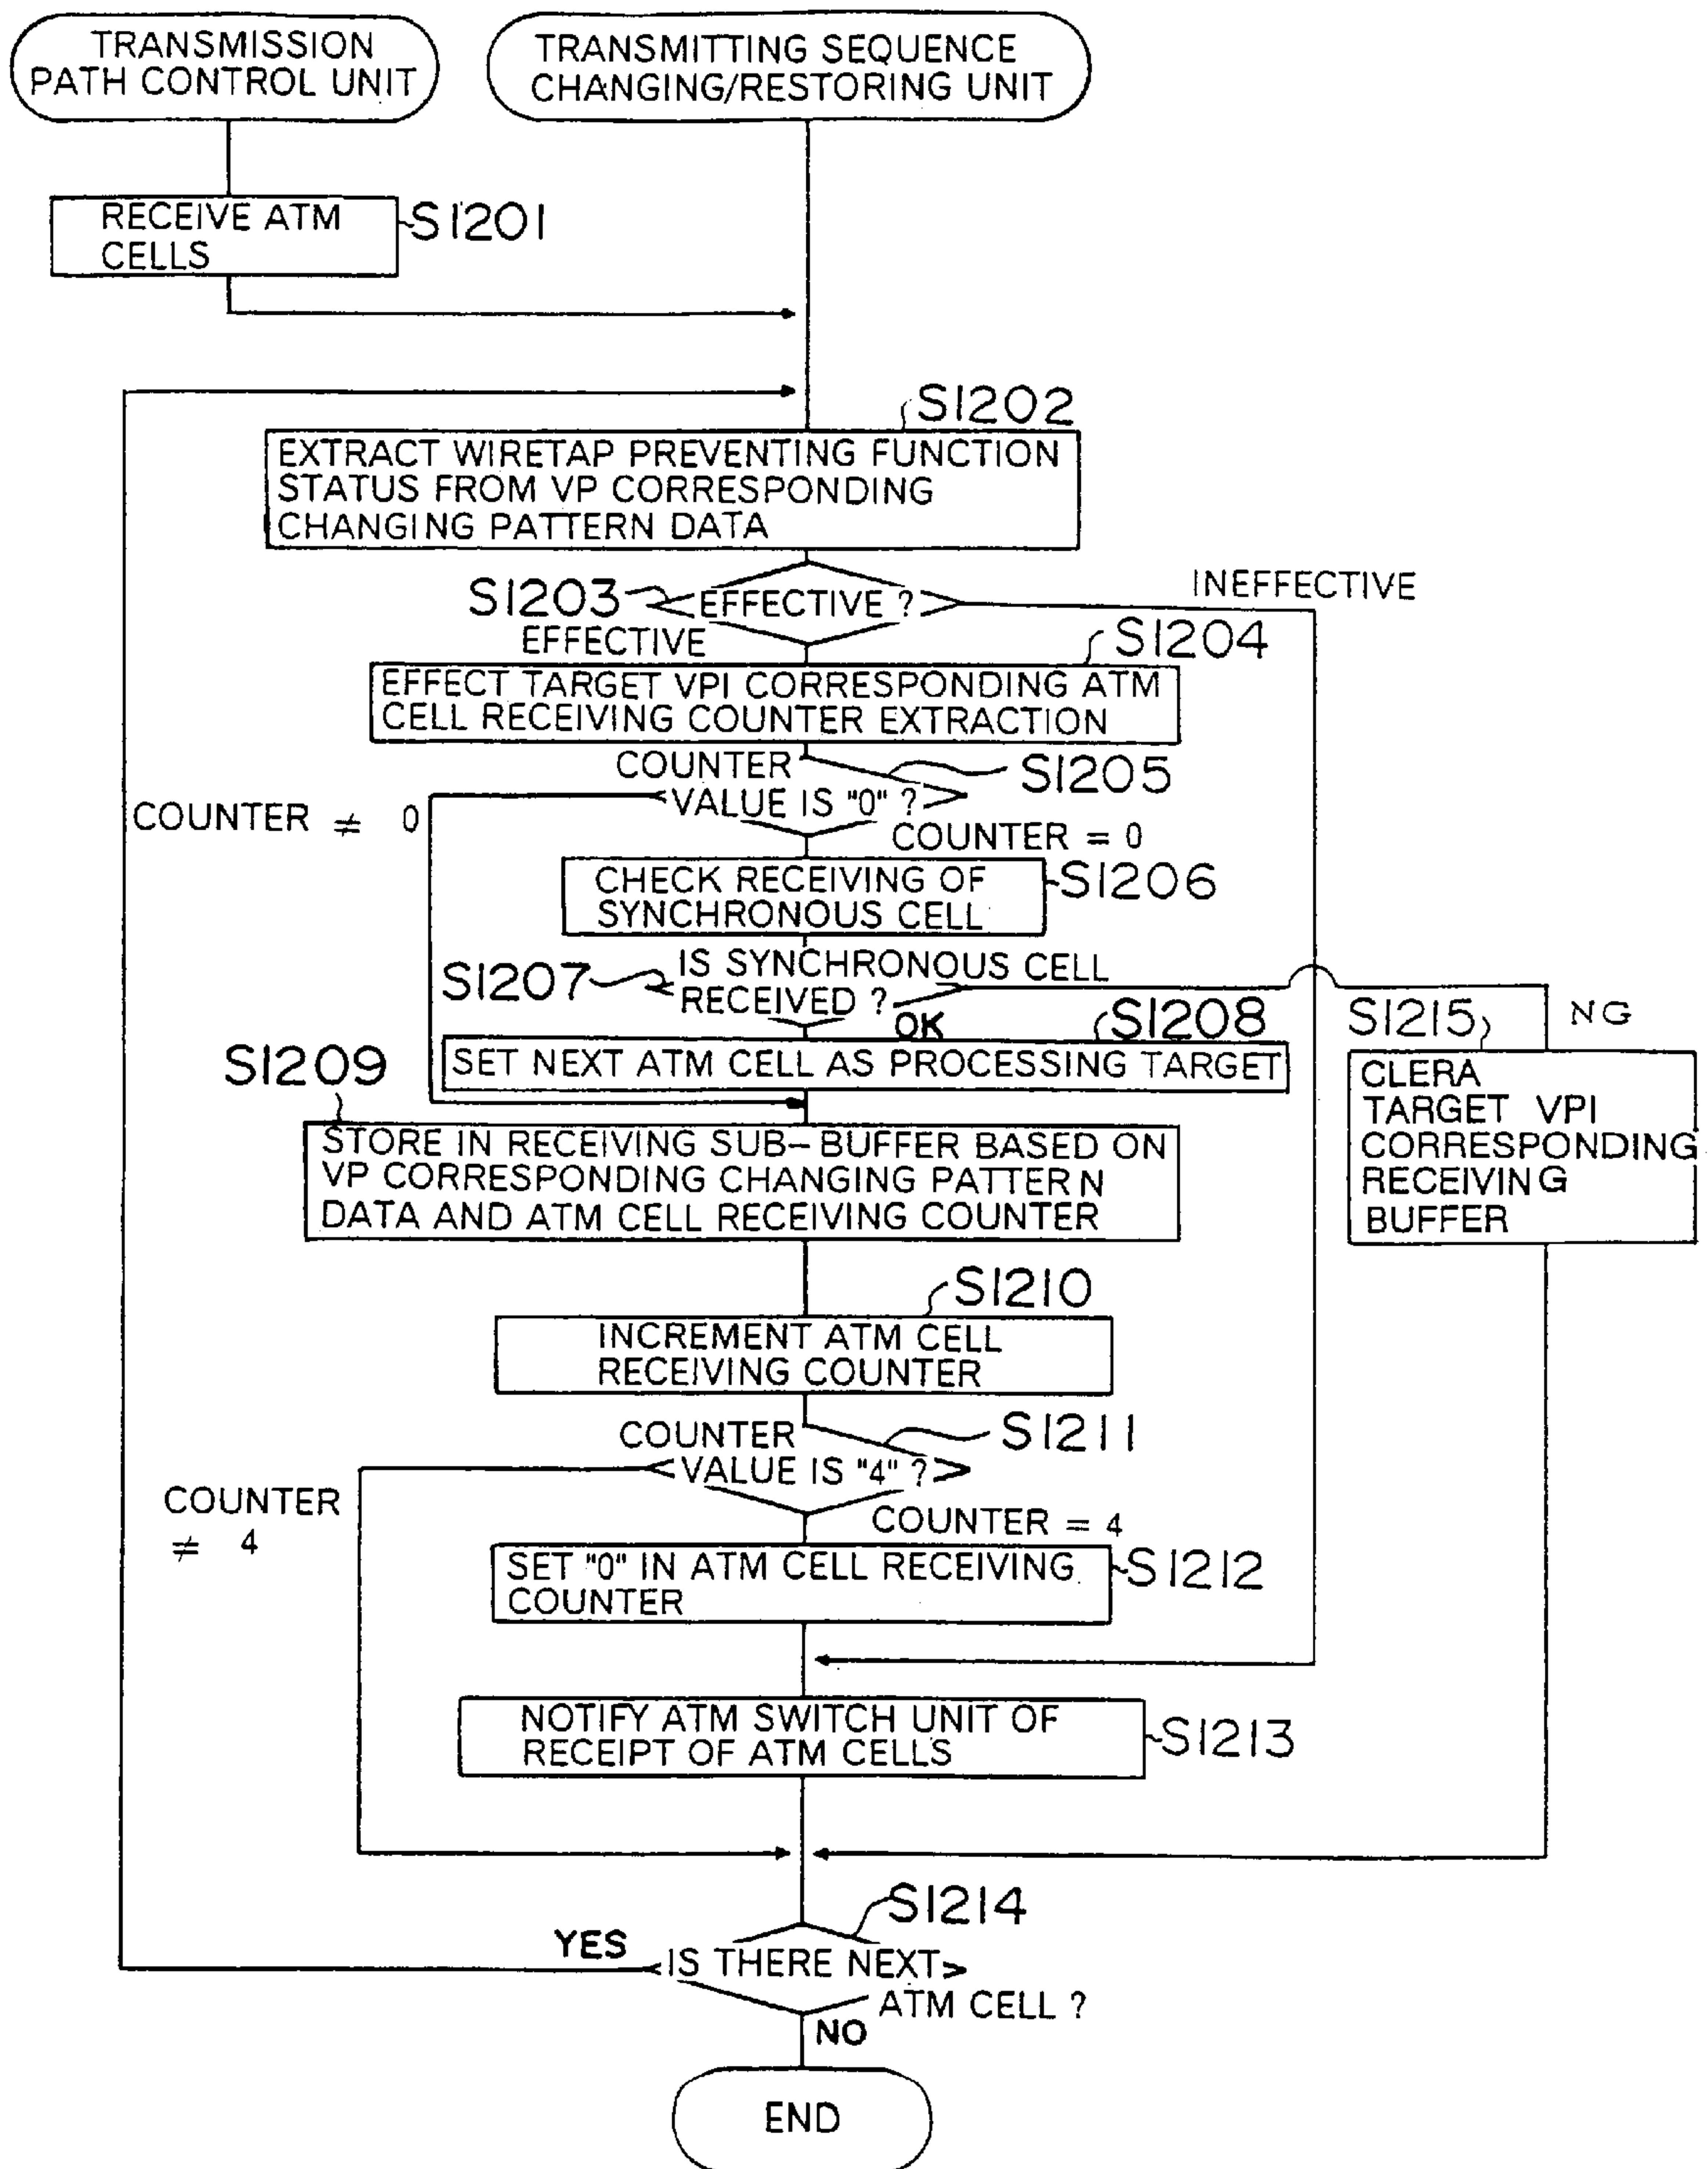 TRANSMISSION
PATH CONTROL UNIT
TRANSMITTING SEQUENCE
CHANGING/RESTORING UNIT
RECEIVE ATM
CELLS
S1201
S1202
EXTRACT WIRETAP PREVENTING FUNCTION
STATUS FROM VP CORRESPONDING
CHANGING PATTERN DATA
S1203
EFFECTIVE ?
INEFFECTIVE
EFFECTIVE
S1204
EFFECT TARGET VPI CORRESPONDING ATM
CELL RECEIVING COUNTER EXTRACTION
COUNTER
VALUE IS "0" ?
S1205
COUNTER ≠ 0
COUNTER = 0
CHECK RECEIVING OF
SYNCHRONOUS CELL
S1206
IS SYNCHRONOUS CELL
RECEIVED ?
S1207
OK
NG
S1208
SET NEXT ATM CELL AS PROCESSING TARGET
S1215
CLERA
TARGET VPI
CORRESPONDING
RECEIVING
BUFFER
S1209
STORE IN RECEIVING SUB-BUFFER BASED ON
VP CORRESPONDING CHANGING PATTERN
DATA AND ATM CELL RECEIVING COUNTER
S1210
INCREMENT ATM CELL
RECEIVING COUNTER
COUNTER
VALUE IS "4" ?
S1211
COUNTER
≠ 4
COUNTER = 4
SET "0" IN ATM CELL RECEIVING
COUNTER
S1212
NOTIFY ATM SWITCH UNIT OF
RECEIPT OF ATM CELLS
S1213
S1214
YES
IS THERE NEXT
ATM CELL ?
NO
END